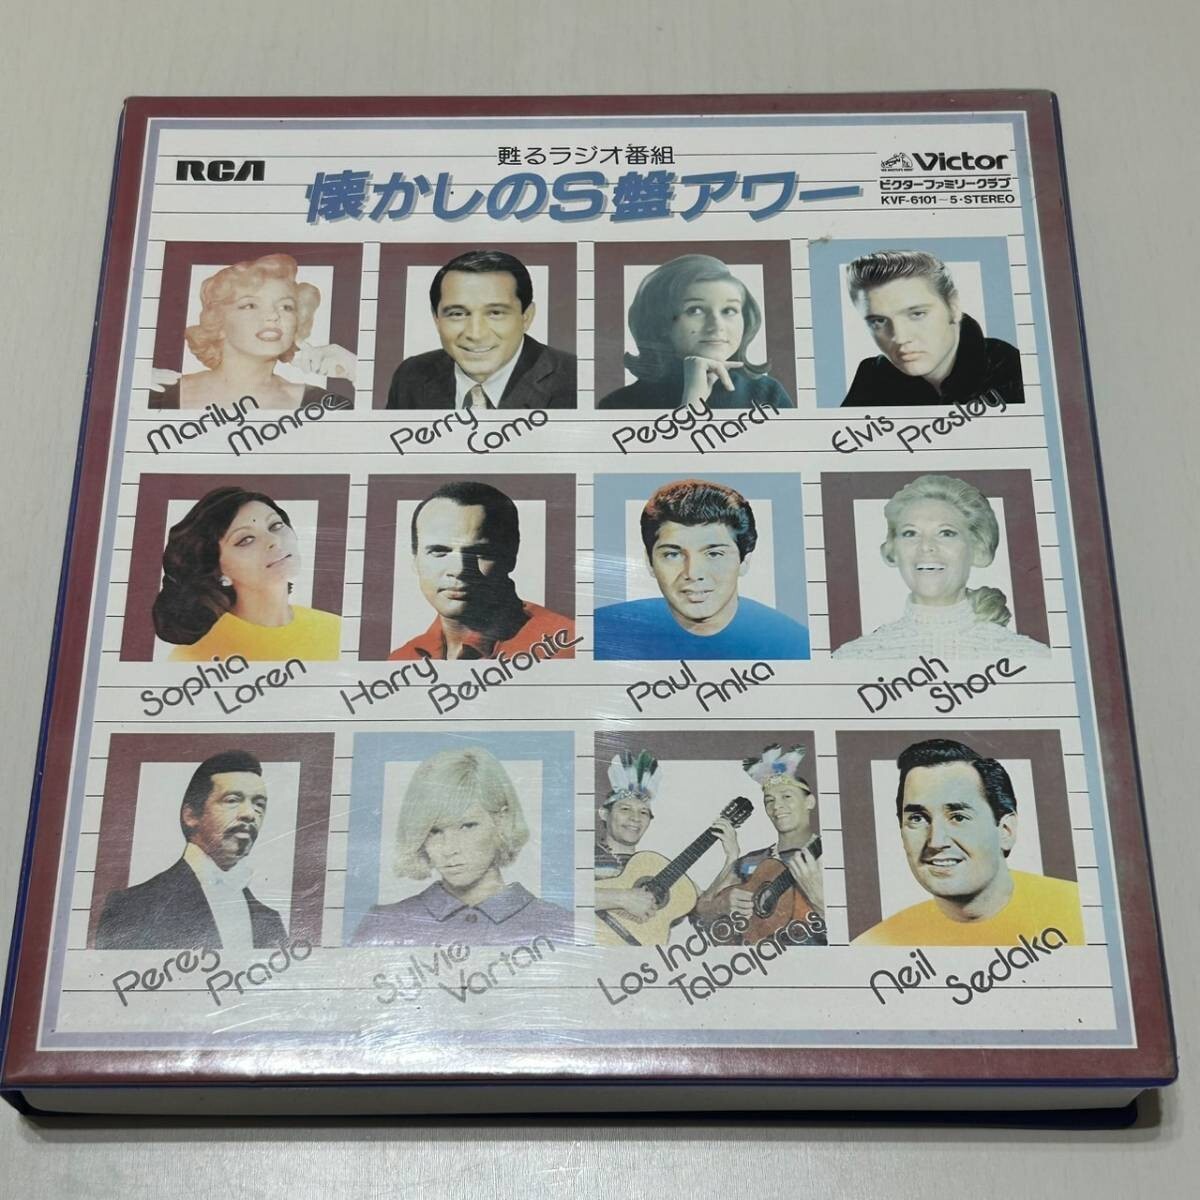 RCA
甦るラジオ番組
懐かしのS盤アワー
Victor
ビクターファミリークラブ
KVF-6101~5・STEREO
Marilyn Monroe
Perry Como
Peggy March
Elvis Presley
Sophia Loren
Harry Belafonte
Paul Anka
Dinah Shore
Perez Prado
Sylvie Vartan
Los Indios Tabajaras
Neil Sedaka